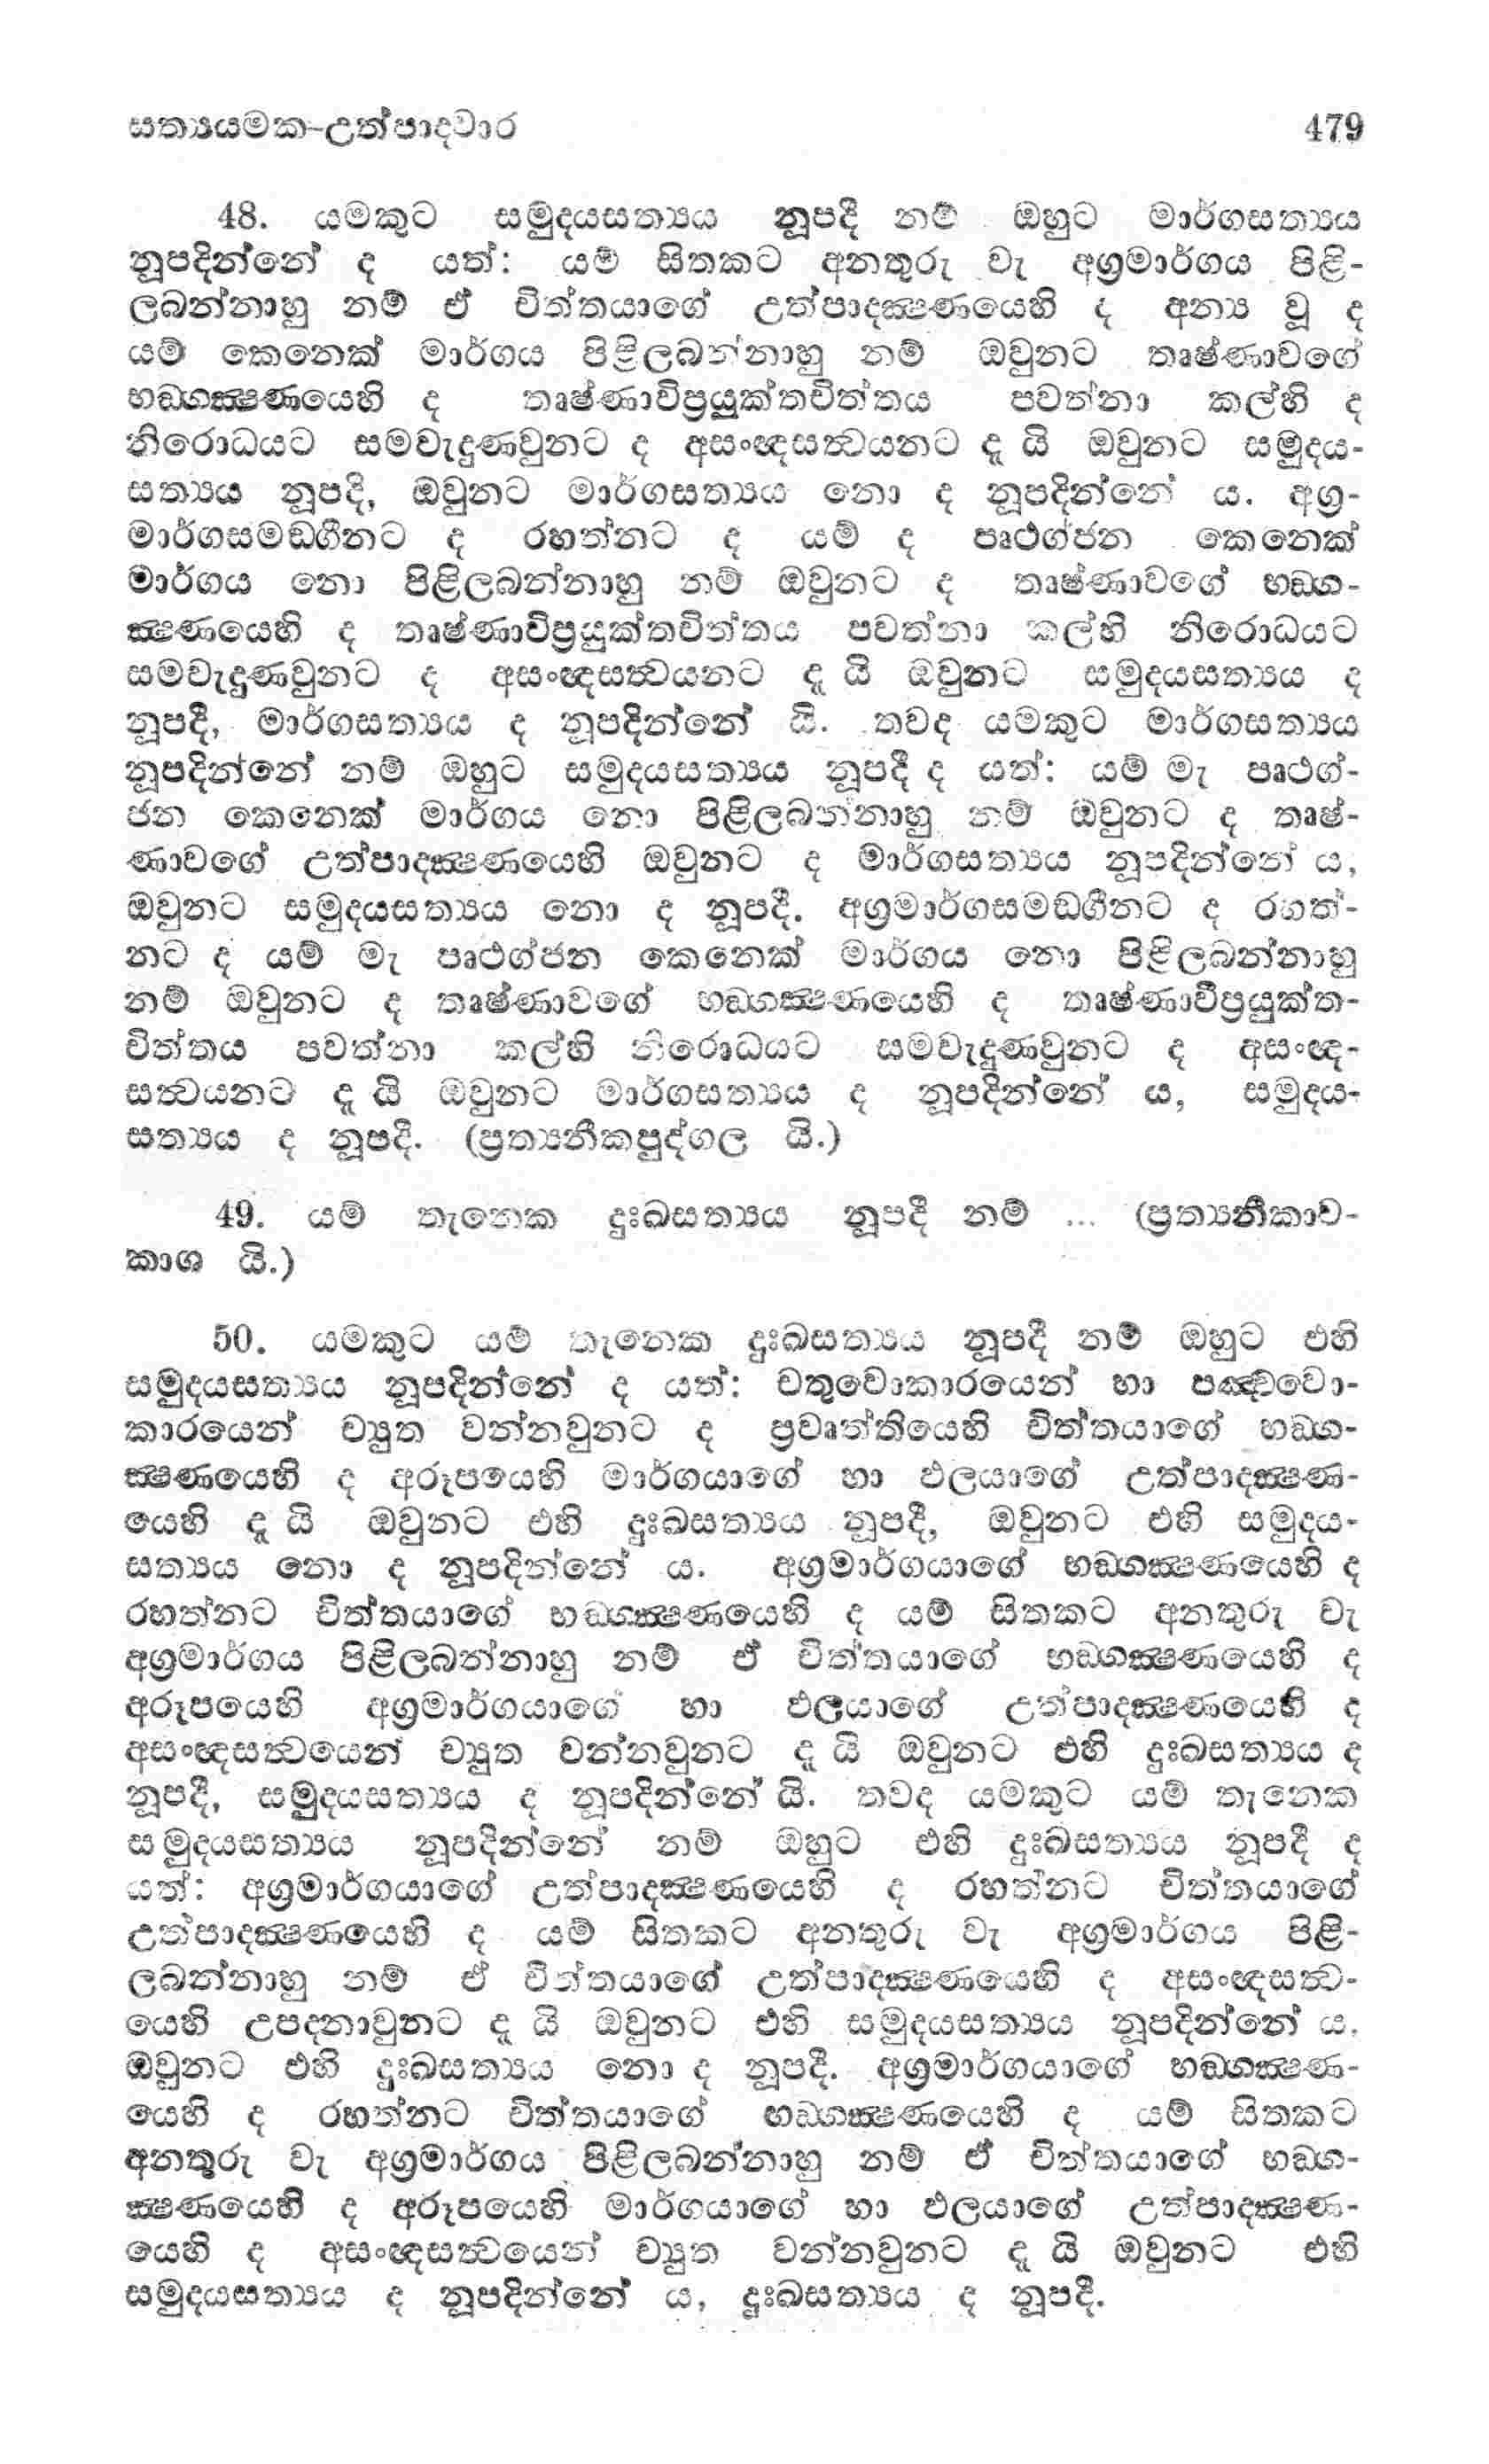 සත්‍යයමක-උත්පාදවාර 479
48. යමකුට සමුදයසත්‍යය නූපදී නම් ඔහුට මාර්ගසත්‍යය
නූපදින්නේ ද යත්: යම් සිතකට අනතුරු වැ අග්‍රමාර්ගය පිළි-
ලබන්නාහු නම් ඒ චිත්තයාගේ උත්පාදක්‍ෂණයෙහි ද අන්‍ය වූ ද
යම් කෙනෙක් මාර්ගය පිළිලබන්නාහු නම් ඔවුනට තෘෂ්ණාවගේ
භඞ්ගක්‍ෂණයෙහි ද තෘෂ්ණාවිප්‍රයුක්තචිත්තය පවත්නා කල්හි ද
නිරොධයට සමවැදුණවුනට ද අසංඥසත්‍වයනට දැ යි ඔවුනට සමුදය-
සත්‍යය නූපදි, ඔවුනට මාර්ගසත්‍යය නො ද නූපදින්නේ ය. අග්‍ර-
මාර්ගසමඞ්ගීනට ද රහත්නට ද යම් ද පෘථග්ජන කෙනෙක්
මාර්ගය නො පිළිලබන්නාහු නම් ඔවුනට ද තෘෂ්ණාවගේ භඞ්ග-
ක්‍ෂණයෙහි ද තෘෂ්ණාවිප්‍රයුක්තචිත්තය පවත්නා කල්හි නිරොධයට
සමවැදුණවුනට ද අසංඥසත්‍වයනට දැ යි ඔවුනට සමුදයසත්‍යය ද
නූපදී, මාර්ගසත්‍යය ද නූපදින්නේ යි. තවද යමකුට මාර්ගසත්‍යය
නූපදින්නේ නම් ඔහුට සමුදයසත්‍යය නූපදී ද යත්: යම් මැ පෘථග්-
ජන කෙනෙක් මාර්ගය නො පිළිලබන්නාහු නම් ඔවුනට ද තෘෂ්-
ණාවගේ උත්පාදක්‍ෂණයෙහි ඔවුනට ද මාර්ගසත්‍යය නූපදින්නේ ය,
ඔවුනට සමුදයසත්‍යය නො ද නූපදී. අග්‍රමාර්ගසමඞ්ගීනට ද රහත්-
නට ද යම් මැ පෘථග්ජන කෙනෙක් මාර්ගය නො පිළිලබන්නාහු
නම් ඔවුනට ද තෘෂ්ණාවගේ භඞ්ගක්‍ෂණයෙහි ද තෘෂ්ණාවිප්‍රයුක්ත-
චිත්තය පවත්නා කල්හි නිරොධයට සමවැදුණවුනට ද අසංඥ-
සත්‍වයනට දැ යි ඔවුනට මාර්ගසත්‍යය ද නූපදින්නේ ය, සමුදය-
සත්‍යය ද නූපදී. (ප්‍රත්‍යනීකපුද්ගල යි.)
49. යම් තැනෙක දුඃඛසත්‍යය නූපදී නම් ... (ප්‍රත්‍යනීකාව-
කාශ යි.)
50. යමකුට යම් තැනෙක දුඃඛසත්‍යය නූපදී නම් ඔහුට එහි
සමුදයසත්‍යය නූපදින්නේ ද යත්: චතුවොකාරයෙන් හා පඤ්චවො-
කාරයෙන් ච්‍යුත වන්නවුනට ද ප්‍රවෘත්තියෙහි චිත්තයාගේ භඞ්ග-
ක්‍ෂණයෙහි ද අරූපයෙහි මාර්ගයාගේ හා ඵලයාගේ උත්පාදක්‍ෂණ-
යෙහි දැ යි ඔවුනට එහි දුඃඛසත්‍යය නූපදී, ඔවුනට එහි සමුදය-
සත්‍යය නො ද නූපදින්නේ ය. අග්‍රමාර්ගයාගේ භඞ්ගක්‍ෂණයෙහි ද
රහත්නට චිත්තයාගේ භඞ්ගක්‍ෂණයෙහි ද යම් සිතකට අනතුරු වැ
අග්‍රමාර්ගය පිළිලබන්නාහු නම් ඒ චිත්තයාගේ භඞ්ගක්‍ෂණයෙහි ද
අරූපයෙහි අග්‍රමාර්ගයාගේ හා ඵලයාගේ උත්පාදක්‍ෂණයෙහි ද
අසංඥසත්‍වයෙන් ච්‍යුත වන්නවුනට දැ යි ඔවුනට එහි දුඃඛසත්‍යය ද
නූපදී, සමුදයසත්‍යය ද නූපදින්නේ යි. තවද යමකුට යම් තැනෙක
සමුදයසත්‍යය නූපදින්නේ නම් ඔහුට එහි දුඃඛසත්‍යය නූපදී ද
යත්: අග්‍රමාර්ගයාගේ උත්පාදක්‍ෂණයෙහි ද රහත්නට චිත්තයාගේ
උත්පාදක්‍ෂණයෙහි ද යම් සිතකට අනතුරු වැ අග්‍රමාර්ගය පිළි-
ලබන්නාහු නම් ඒ චිත්තයාගේ උත්පාදක්‍ෂණයෙහි ද අසංඥසත්‍ව-
යෙහි උපදනාවුනට දැ යි ඔවුනට එහි සමුදයසත්‍යය නූපදින්නේ ය.
ඔවුනට එහි දුඃඛසත්‍යය නො ද නූපදී. අග්‍රමාර්ගයාගේ භඞ්ගක්‍ෂණ-
යෙහි ද රහත්නට චිත්තයාගේ භඞ්ගක්‍ෂණයෙහි ද යම් සිතකට
අනතුරු වැ අග්‍රමාර්ගය පිළිලබන්නාහු නම් ඒ චිත්තයාගේ භඞ්ග-
ක්‍ෂණයෙහි ද අරූපයෙහි මාර්ගයාගේ හා ඵලයාගේ උත්පාදක්‍ෂණ-
යෙහි ද අසංඥසත්‍වයෙන් ච්‍යුත වන්නවුනට දැ යි ඔවුනට එහි
සමුදයසත්‍යය ද නූපදින්නේ ය, දුඃඛසත්‍යය ද නූපදී.